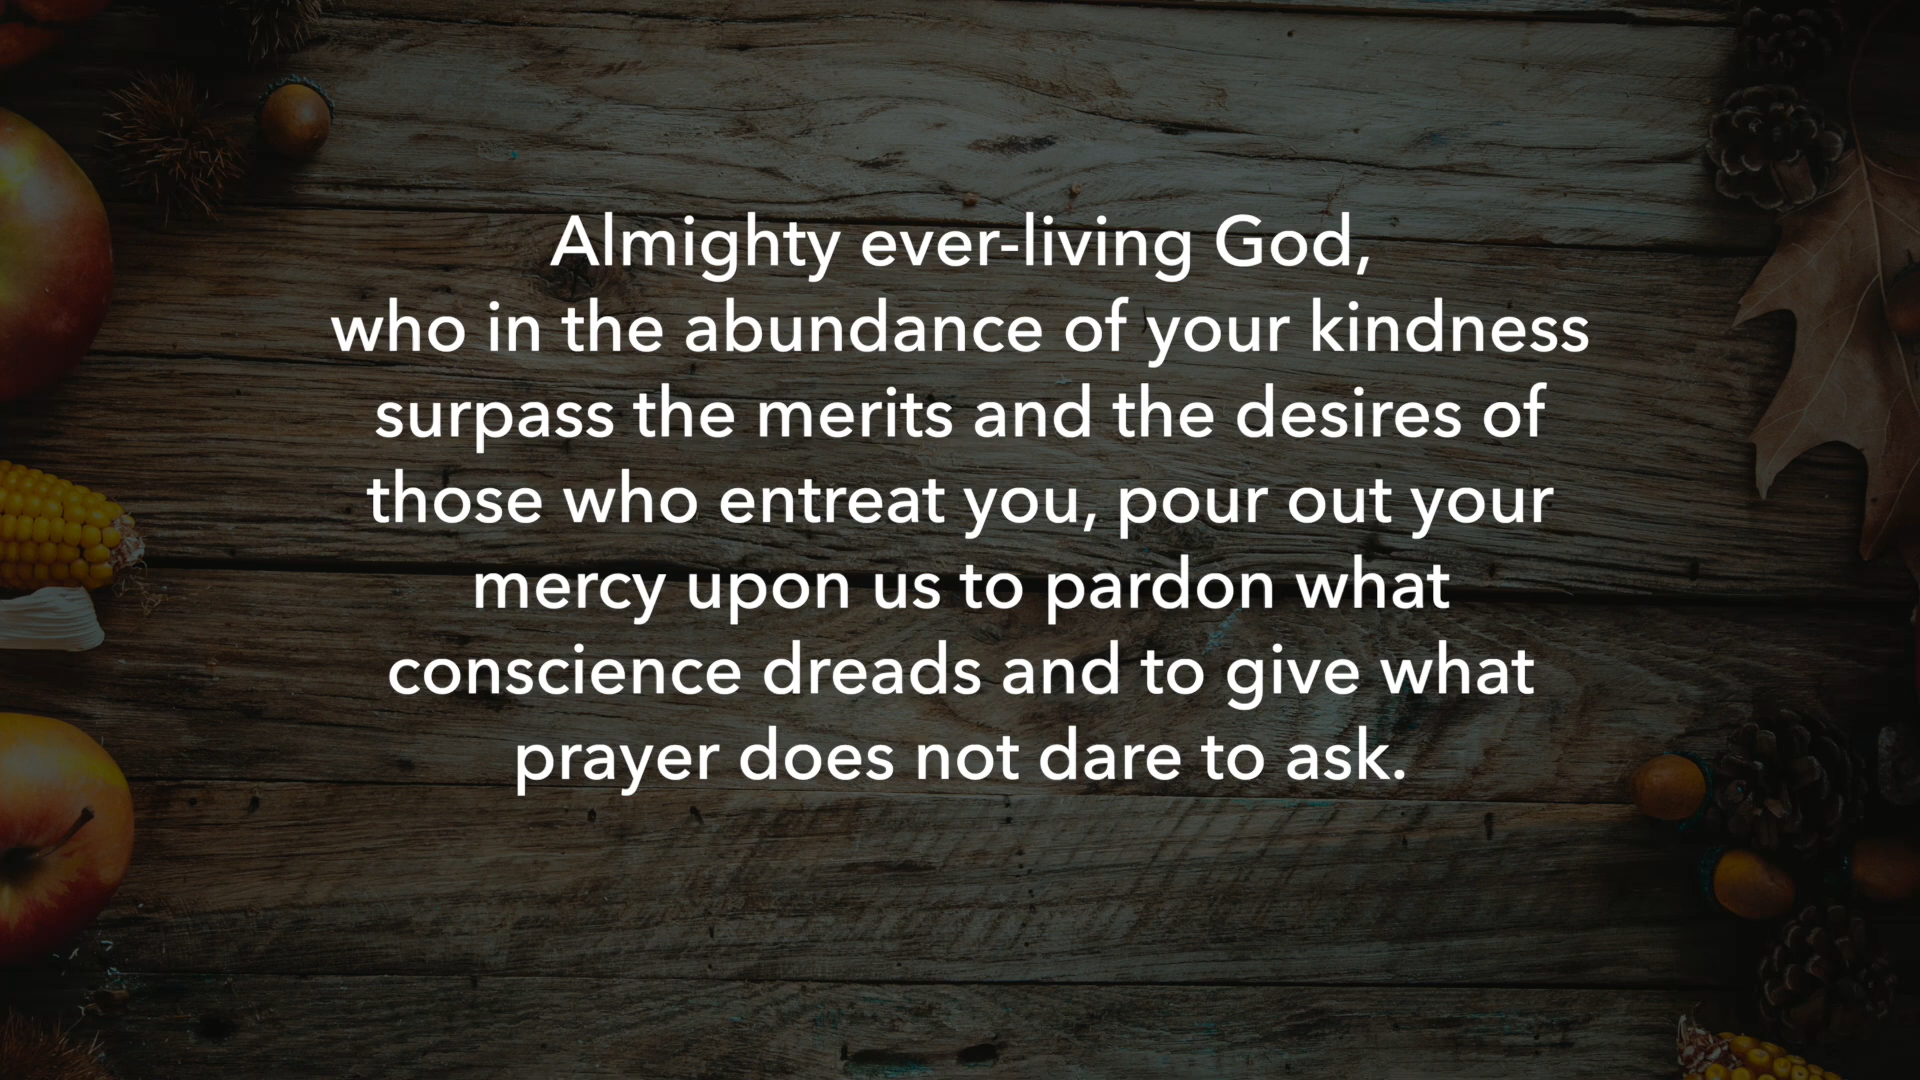 Almighty ever-living God,
who in the abundance of your kindness
surpass the merits and the desires of
those who entreat you, pour out your
mercy upon us to pardon what
conscience dreads and to give what
prayer does not dare to ask.